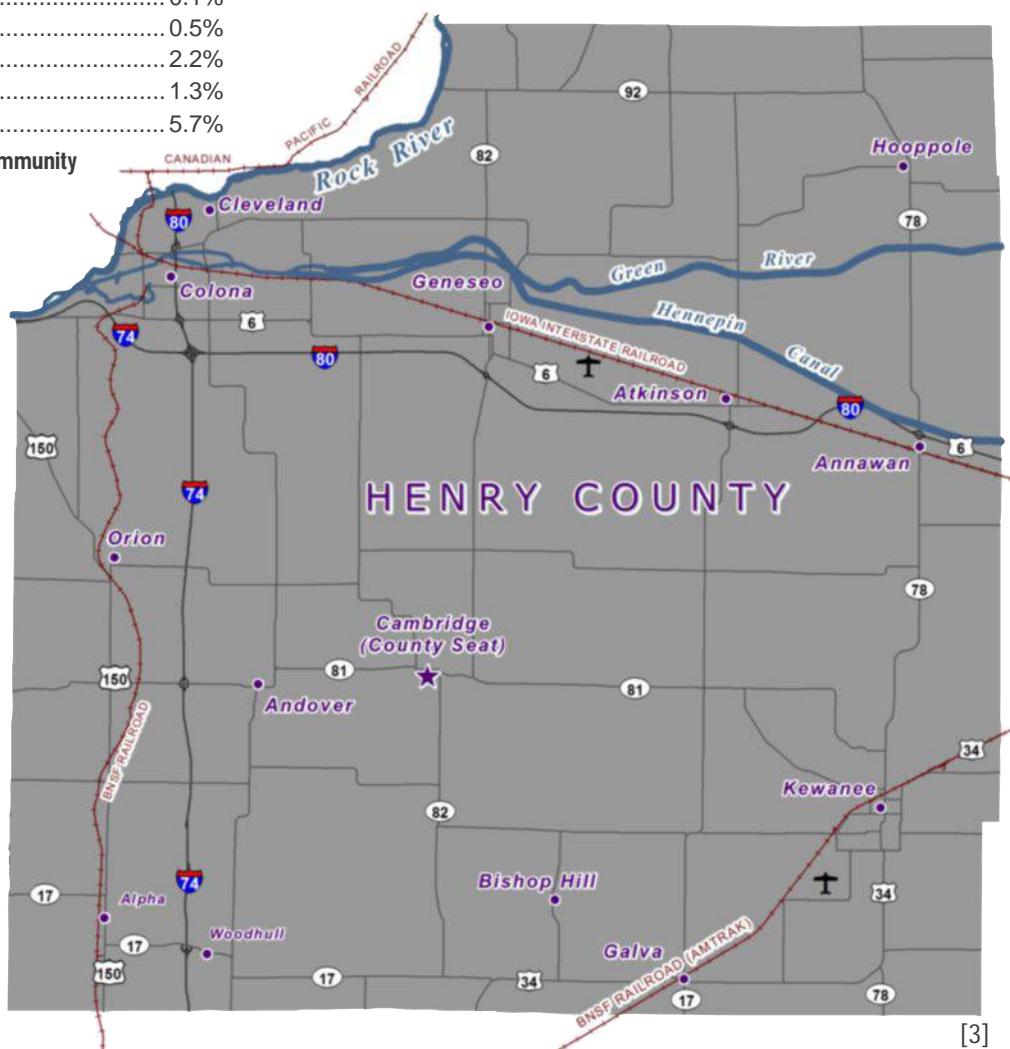 0.5%
2.2%
1.3%
5.7%
RAILROAD
PACIFIC
CANADIAN
Rock River
92
82
Hooppole
Cleveland
80
78
Green
River
Colona
Geneseo
Hennepin
6
IOWA INTERSTATE RAILROAD
74
80
Canal
6
Atkinson
80
150
6
Annawan
HENRY COUNTY
74
Orion
78
Cambridge
(County Seat)
81
150
81
Andover
34
BNSF RAILROAD
Kewanee
82
Bishop Hill
74
17
34
Alpha
Woodhull
17
Galva
BNSF RAILROAD (AMTRAK)
150
17
34
17
78
[3]